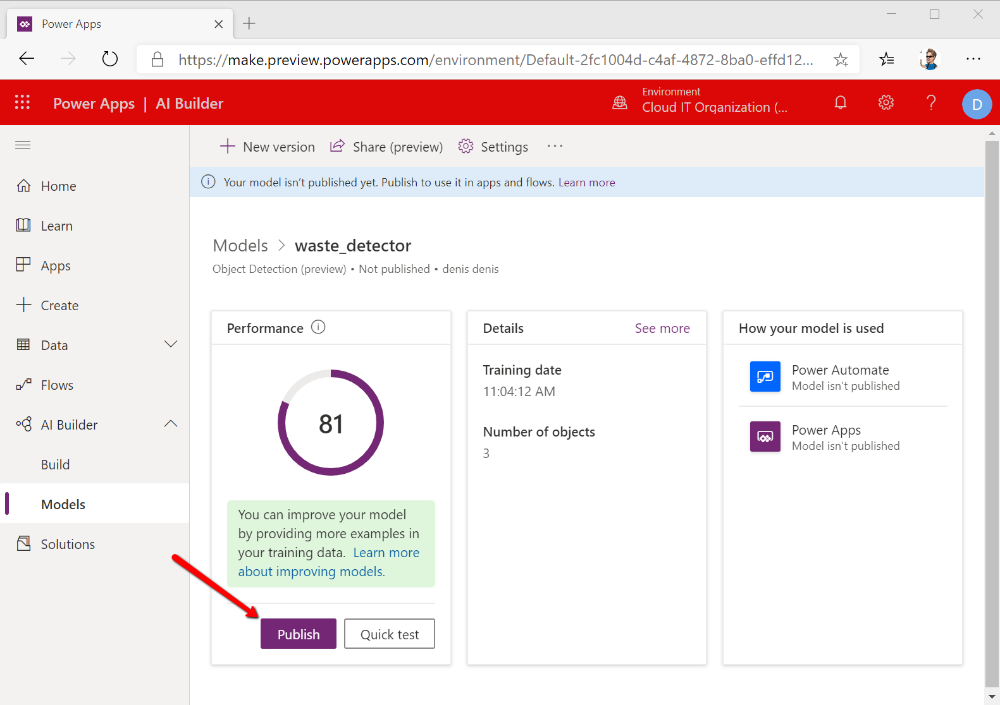 Power Apps
https://make.preview.powerapps.com/environment/Default-2fc1004d-c4af-4872-8ba0-effd12...
Power Apps | AI Builder
Environment
Cloud IT Organization (...
?
D
New version
Share (preview)
Settings
Your model isn't published yet. Publish to use it in apps and flows. Learn more
Home
Learn
Apps
Create
Data
Flows
AI Builder
Build
Models
Solutions
Models > waste_detector
Object Detection (preview) • Not published • denis denis
Performance
81
You can improve your model
by providing more examples in
your training data. Learn more
about improving models.
Publish
Quick test
Details
See more
Training date
11:04:12 AM
Number of objects
3
How your model is used
Power Automate
Model isn't published
Power Apps
Model isn't published